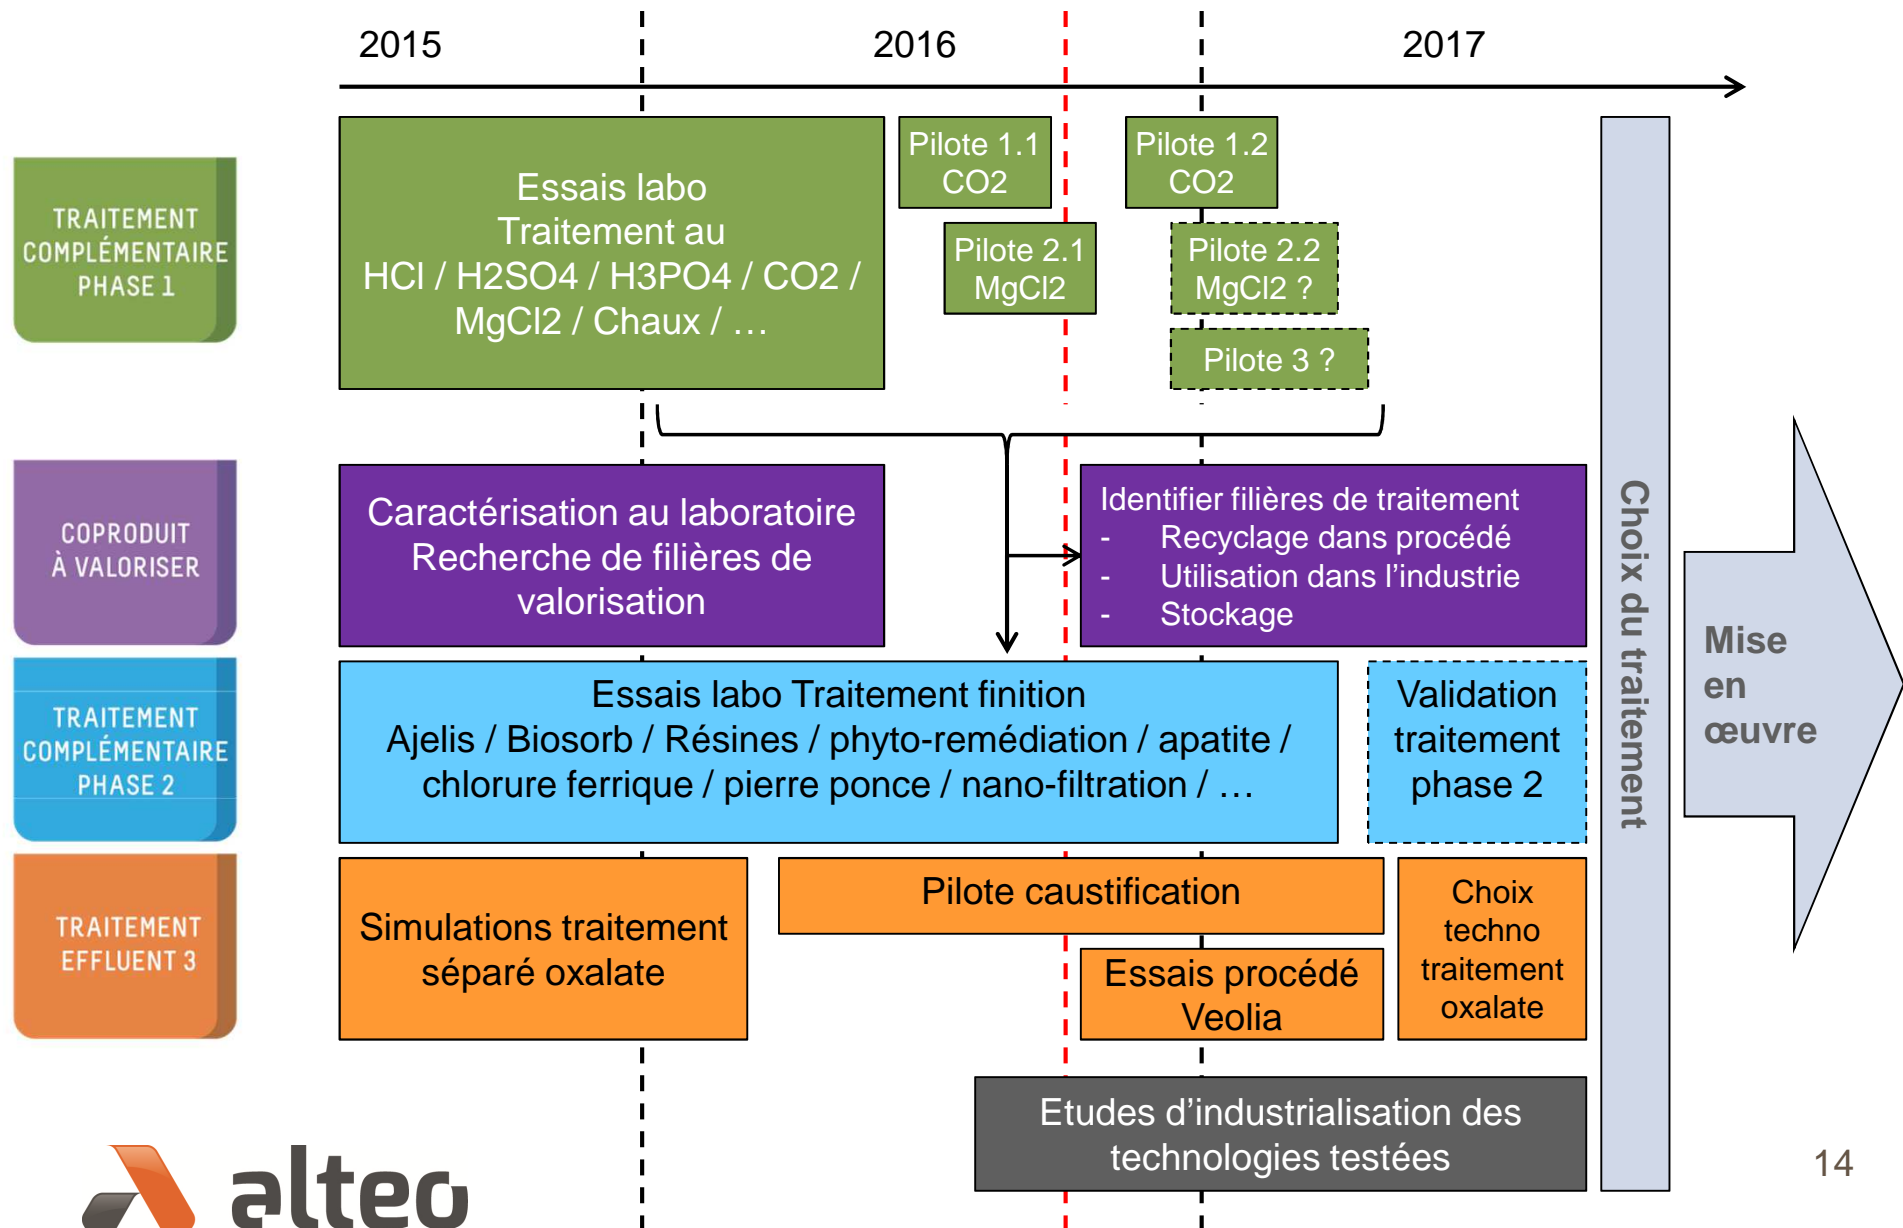 2015
2016
2017
TRAITEMENT
COMPLÉMENTAIRE
PHASE 1
Essais labo
Traitement au
HCl / H2SO4 / H3PO4 / CO2 /
MgCl2 / Chaux / …
Pilote 1.1
CO2
Pilote 2.1
MgCl2
Pilote 1.2
CO2
Pilote 2.2
MgCl2 ?
Pilote 3 ?
COPRODUIT
À VALORISER
Caractérisation au laboratoire
Recherche de filières de
valorisation
Identifier filières de traitement
- Recyclage dans procédé
- Utilisation dans l’industrie
- Stockage
TRAITEMENT
COMPLÉMENTAIRE
PHASE 2
Essais labo Traitement finition
Ajelis / Biosorb / Résines / phyto-remédiation / apatite /
chlorure ferrique / pierre ponce / nano-filtration / …
Validation
traitement
phase 2
TRAITEMENT
EFFLUENT 3
Simulations traitement
séparé oxalate
Pilote caustification
Essais procédé
Veolia
Choix
techno
traitement
oxalate
Etudes d’industrialisation des
technologies testées
Choix du traitement
Mise
en
œuvre
alteo
14